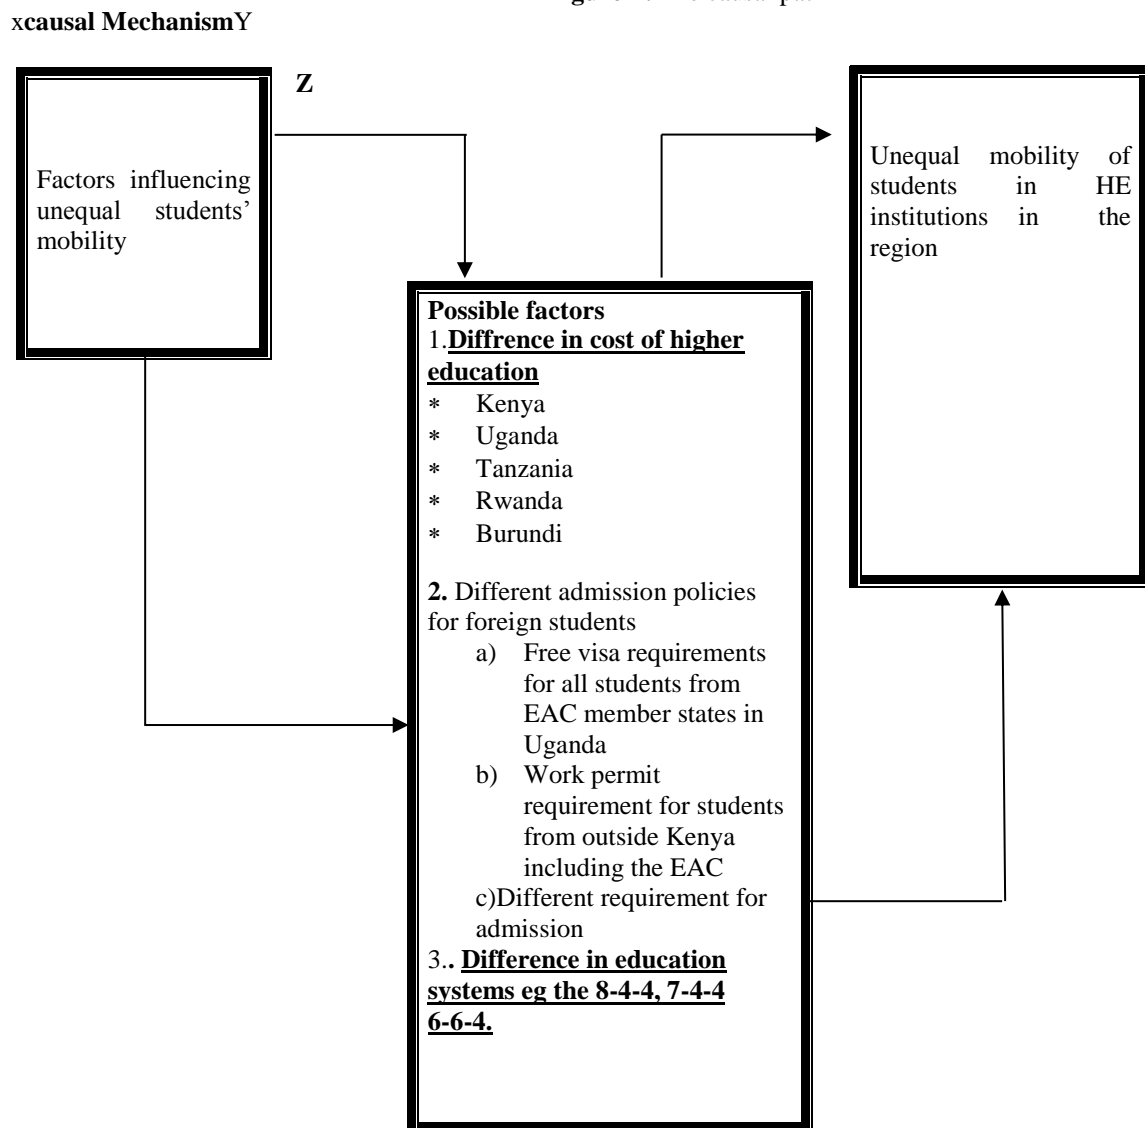 xcausal MechanismY
Z
Factors influencing
unequal students’
mobility
Unequal mobility of
students in HE
institutions in the
region
Possible factors
1.Diffrence in cost of higher
education
* Kenya
* Uganda
* Tanzania
* Rwanda
* Burundi
2. Different admission policies
for foreign students
a) Free visa requirements
for all students from
EAC member states in
Uganda
b) Work permit
requirement for students
from outside Kenya
including the EAC
c)Different requirement for
admission
3.. Difference in education
systems eg the 8-4-4, 7-4-4
6-6-4.